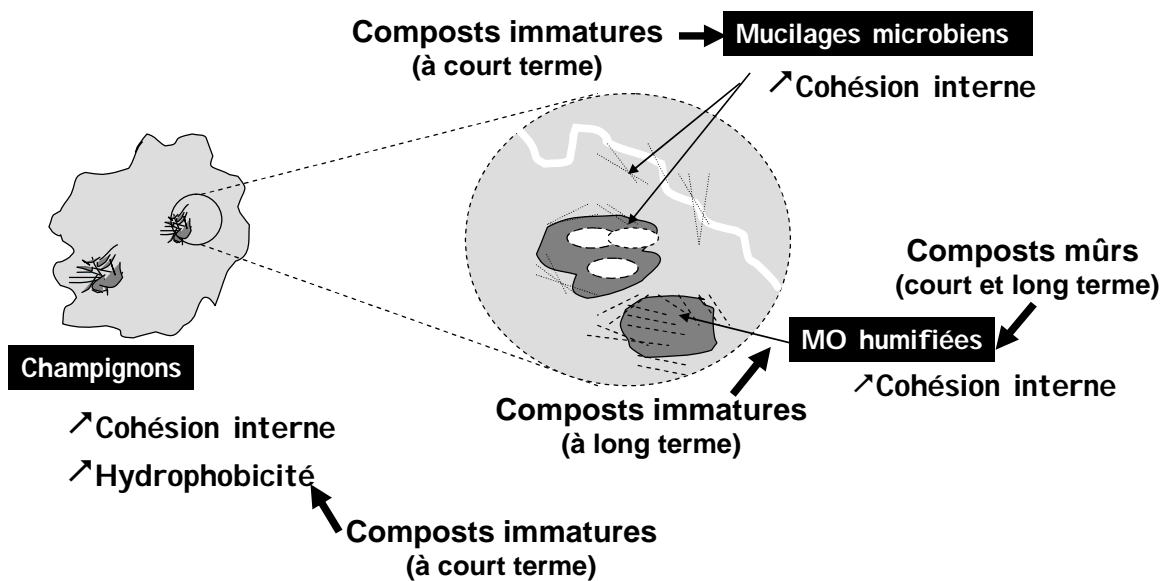 Composts immatures
(à court terme)
Mucilages microbiens
↗Cohésion interne
Composts mûrs
(court et long terme)
MO humifiées
↗Cohésion interne
Champignons
Composts immatures
(à long terme)
↗Cohésion interne
↗Hydrophobicité
Composts immatures
(à court terme)